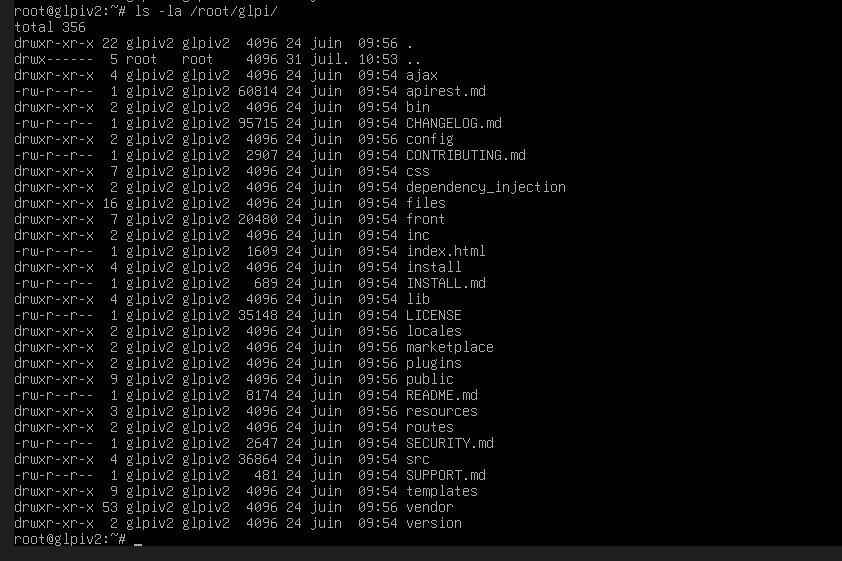 root@glpiv2:~# ls -la /root/glpi/
total 356
drwxr-xr-x 22 glpiv2 glpiv2  4096 24 juin  09:56 .
drwx------  5 root   root    4096 31 juil. 10:53 ..
drwxr-xr-x  4 glpiv2 glpiv2  4096 24 juin  09:54 ajax
-rw-r--r--  1 glpiv2 glpiv2 60814 24 juin  09:54 apirest.md
drwxr-xr-x  2 glpiv2 glpiv2  4096 24 juin  09:54 bin
-rw-r--r--  1 glpiv2 glpiv2 95715 24 juin  09:54 CHANGELOG.md
drwxr-xr-x  2 glpiv2 glpiv2  4096 24 juin  09:56 config
-rw-r--r--  1 glpiv2 glpiv2  2907 24 juin  09:54 CONTRIBUTING.md
drwxr-xr-x  7 glpiv2 glpiv2  4096 24 juin  09:54 css
drwxr-xr-x  2 glpiv2 glpiv2  4096 24 juin  09:54 dependency_injection
drwxr-xr-x 16 glpiv2 glpiv2  4096 24 juin  09:54 files
drwxr-xr-x  7 glpiv2 glpiv2 20480 24 juin  09:54 front
drwxr-xr-x  2 glpiv2 glpiv2  4096 24 juin  09:54 inc
-rw-r--r--  1 glpiv2 glpiv2  1609 24 juin  09:54 index.html
drwxr-xr-x  4 glpiv2 glpiv2  4096 24 juin  09:54 install
-rw-r--r--  1 glpiv2 glpiv2   689 24 juin  09:54 INSTALL.md
drwxr-xr-x  4 glpiv2 glpiv2  4096 24 juin  09:54 lib
-rw-r--r--  1 glpiv2 glpiv2 35148 24 juin  09:54 LICENSE
drwxr-xr-x  2 glpiv2 glpiv2  4096 24 juin  09:56 locales
drwxr-xr-x  2 glpiv2 glpiv2  4096 24 juin  09:54 marketplace
drwxr-xr-x  2 glpiv2 glpiv2  4096 24 juin  09:56 plugins
drwxr-xr-x  9 glpiv2 glpiv2  4096 24 juin  09:56 public
-rw-r--r--  1 glpiv2 glpiv2  8174 24 juin  09:54 README.md
drwxr-xr-x  3 glpiv2 glpiv2  4096 24 juin  09:56 resources
drwxr-xr-x  2 glpiv2 glpiv2  4096 24 juin  09:54 routes
-rw-r--r--  1 glpiv2 glpiv2  2647 24 juin  09:54 SECURITY.md
drwxr-xr-x  4 glpiv2 glpiv2 36864 24 juin  09:54 src
-rw-r--r--  1 glpiv2 glpiv2   481 24 juin  09:54 SUPPORT.md
drwxr-xr-x  9 glpiv2 glpiv2  4096 24 juin  09:54 templates
drwxr-xr-x 53 glpiv2 glpiv2  4096 24 juin  09:56 vendor
drwxr-xr-x  2 glpiv2 glpiv2  4096 24 juin  09:54 version
root@glpiv2:~# _